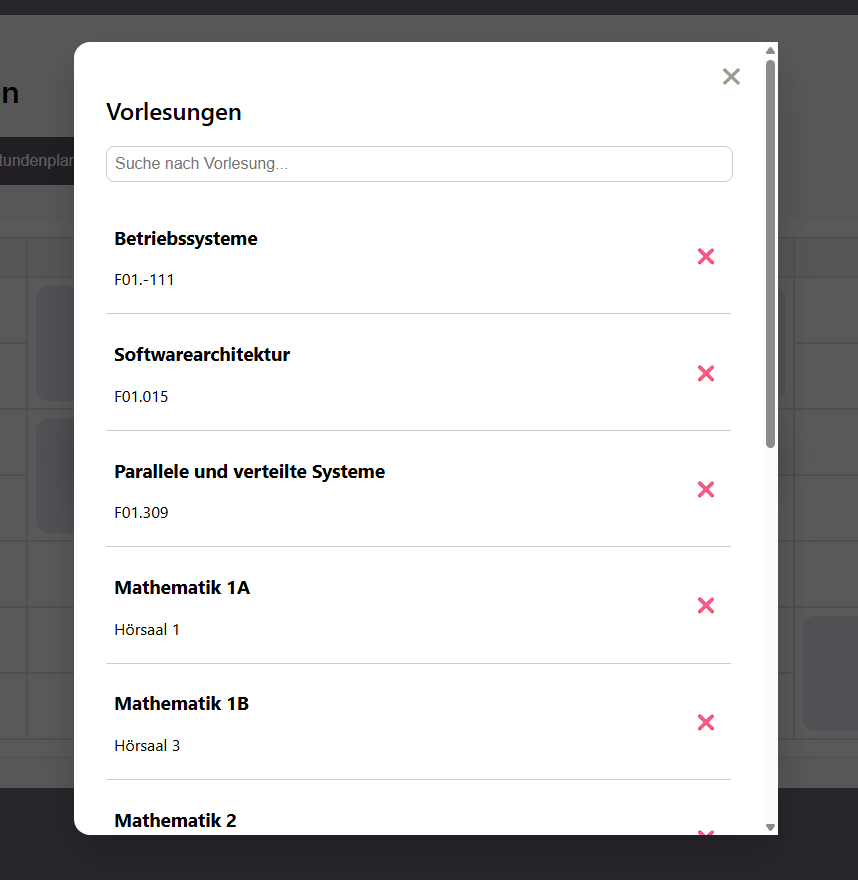 n
Vorlesungen
tundenplan
Suche nach Vorlesung...
Betriebssysteme
F01.-111
Softwarearchitektur
F01.015
Parallele und verteilte Systeme
F01.309
Mathematik 1A
Hörsaal 1
Mathematik 1B
Hörsaal 3
Mathematik 2